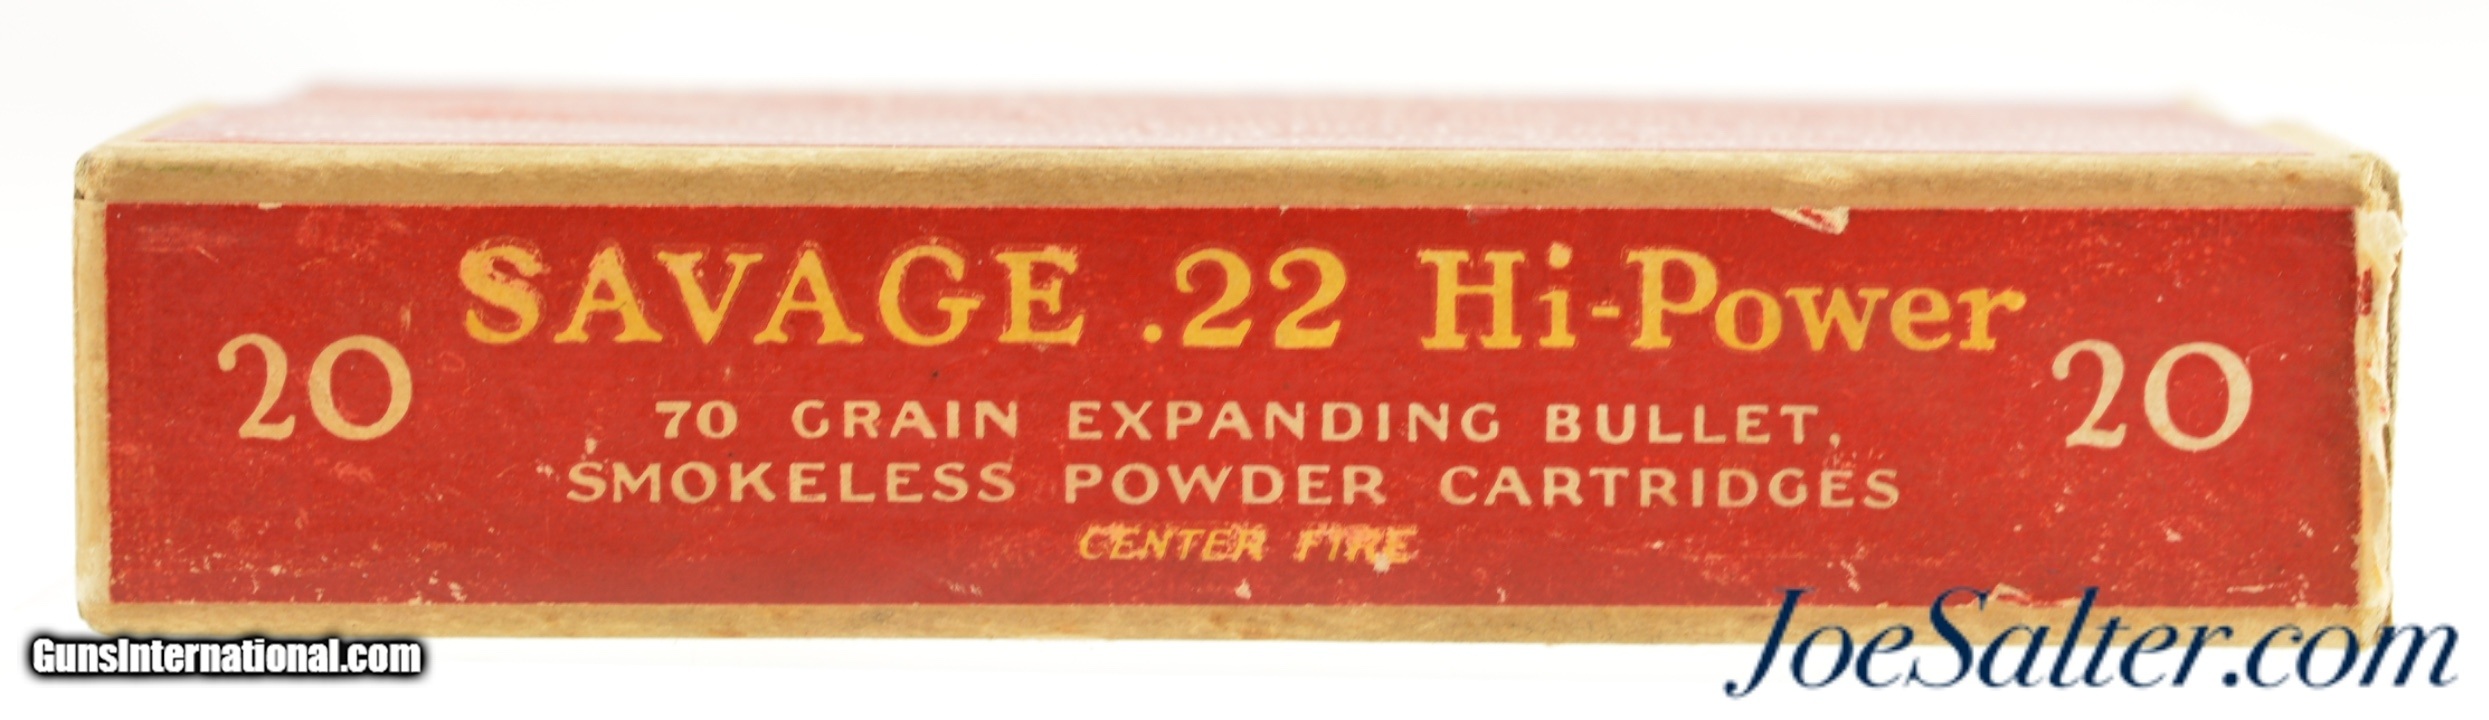 SAVAGE .22 Hi-Power
20 20
70 GRAIN EXPANDING BULLET,
SMOKELESS POWDER CARTRIDGES
CENTER FIRE
GunsInternational.com
JoeSalter.com